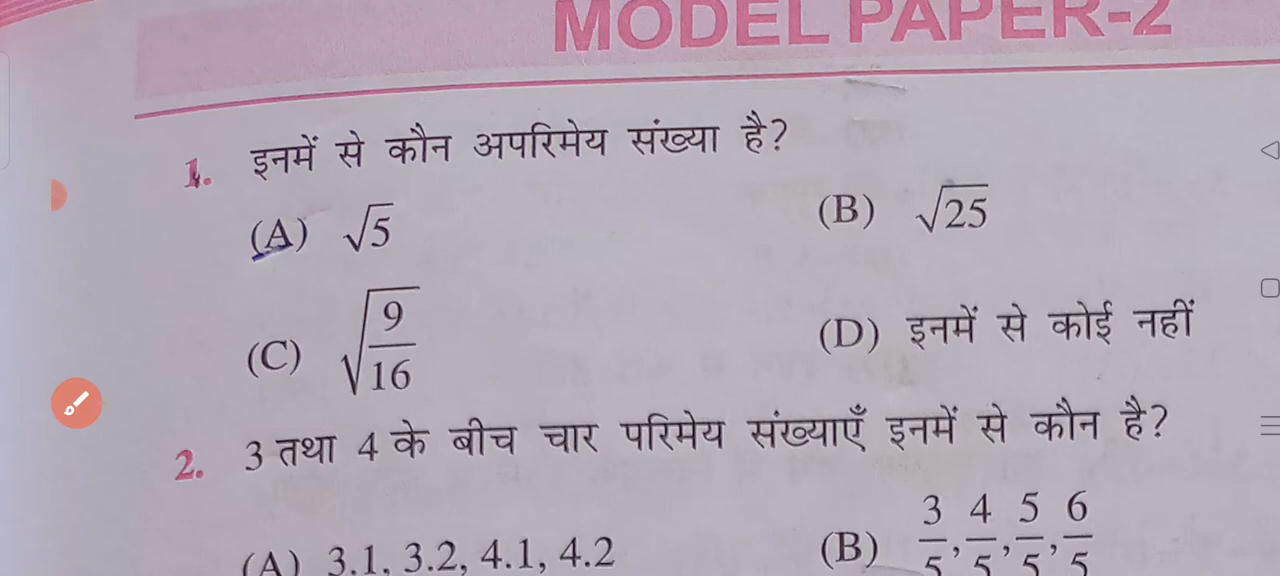 MODEL PAPER-2
1. इनमें से कौन अपरिमेय संख्या है?
(A) √5 (B) √25
(C) √(9/16) (D) इनमें से कोई नहीं
2. 3 तथा 4 के बीच चार परिमेय संख्याएँ इनमें से कौन है?
(A) 3.1, 3.2, 4.1, 4.2 (B) 3/5, 4/5, 5/5, 6/5